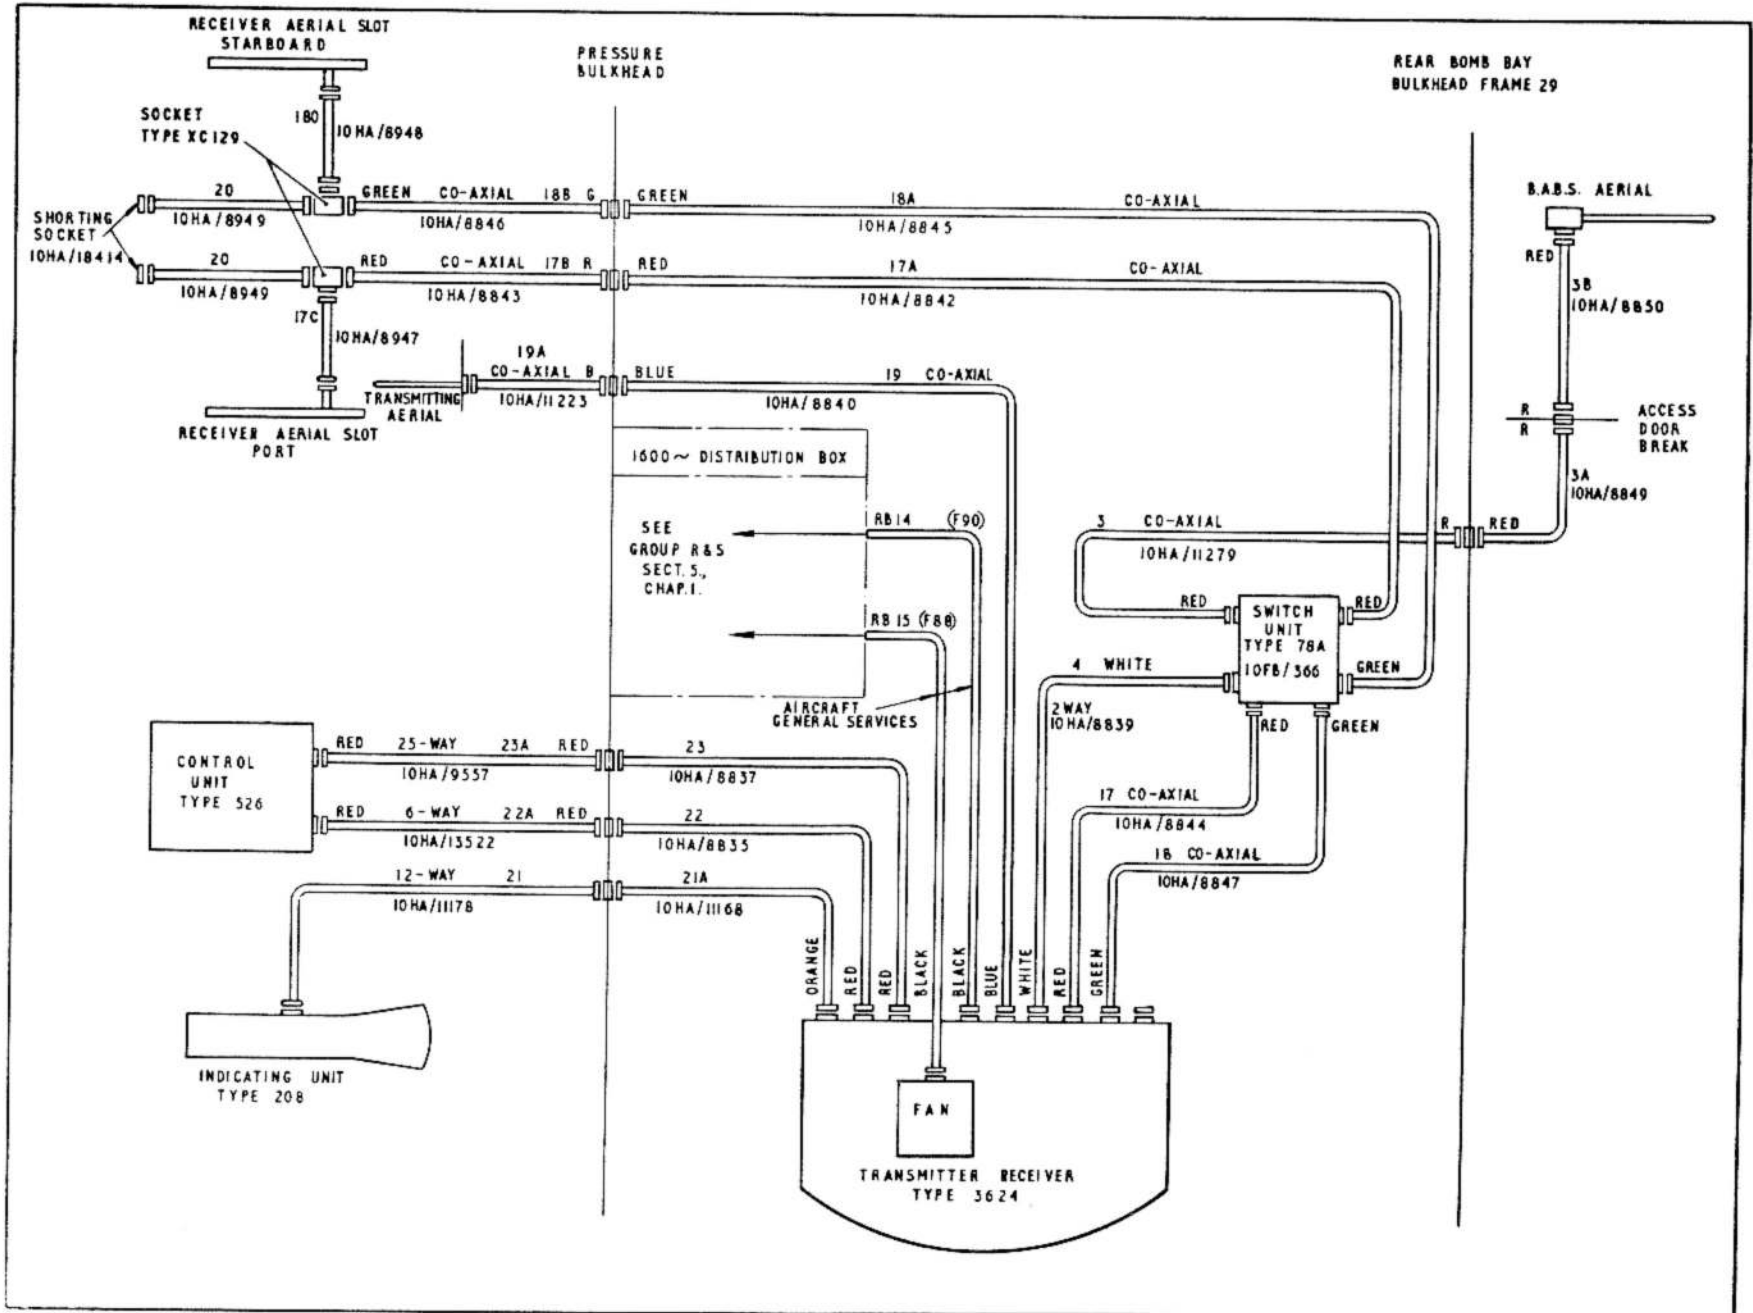 RECEIVER AERIAL SLOT
STARBOARD
PRESSURE
BULKHEAD
REAR BOMB BAY
BULKHEAD FRAME 29
SOCKET
TYPE XC129
180
10HA/8948
20
10HA/8949
GREEN CO-AXIAL 18B G
10HA/8846
GREEN 18A CO-AXIAL
10HA/8845
B.A.B.S. AERIAL
SHORTING
SOCKET
10HA/18414
20
10HA/8949
RED CO-AXIAL 17B R
10HA/8843
RED 17A CO-AXIAL
10HA/8842
RED
3B
10HA/8850
17C
10HA/8947
19A
CO-AXIAL B
10HA/11223
BLUE 19 CO-AXIAL
10HA/8840
TRANSMITTING
AERIAL
RECEIVER AERIAL SLOT
PORT
R
R
ACCESS
DOOR
BREAK
1600~ DISTRIBUTION BOX
3A
10HA/8849
SEE
GROUP R&S
SECT. 5.,
CHAP. 1.
RB14 (F90)
RB15 (F88)
3 CO-AXIAL R
10HA/11279
RED
RED
SWITCH
UNIT
TYPE 78A
10FB/366
RED
GREEN
4 WHITE
2 WAY
10HA/8839
RED
GREEN
AIRCRAFT
GENERAL SERVICES
CONTROL
UNIT
TYPE 526
RED 25-WAY 23A RED
10HA/9557
23
10HA/8837
RED 6-WAY 22A RED
10HA/13522
22
10HA/8835
12-WAY 21
10HA/11178
21A
10HA/11168
17 CO-AXIAL
10HA/8844
18 CO-AXIAL
10HA/8847
ORANGE
RED
RED
BLACK
BLACK
BLUE
WHITE
RED
GREEN
INDICATING UNIT
TYPE 208
FAN
TRANSMITTER RECEIVER
TYPE 3624